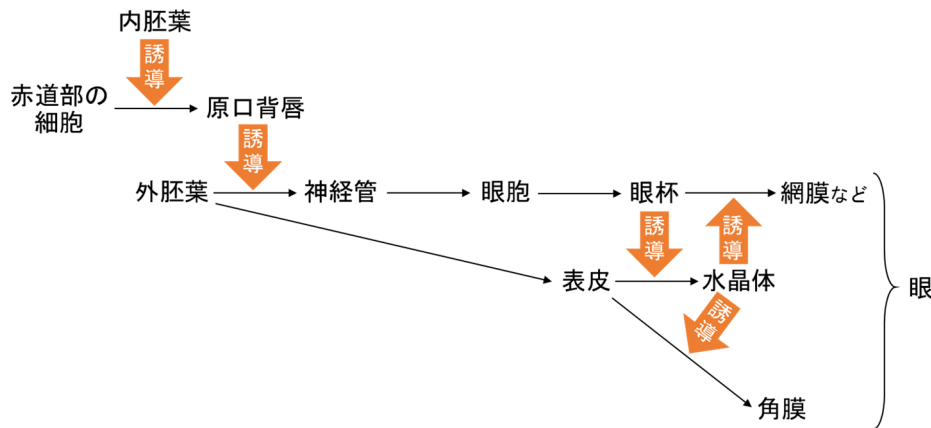 内胚葉
誘導
赤道部の
細胞
原口背唇
誘導
外胚葉
神経管
眼胞
眼杯
網膜など
誘導
誘導
眼
表皮
水晶体
誘導
角膜